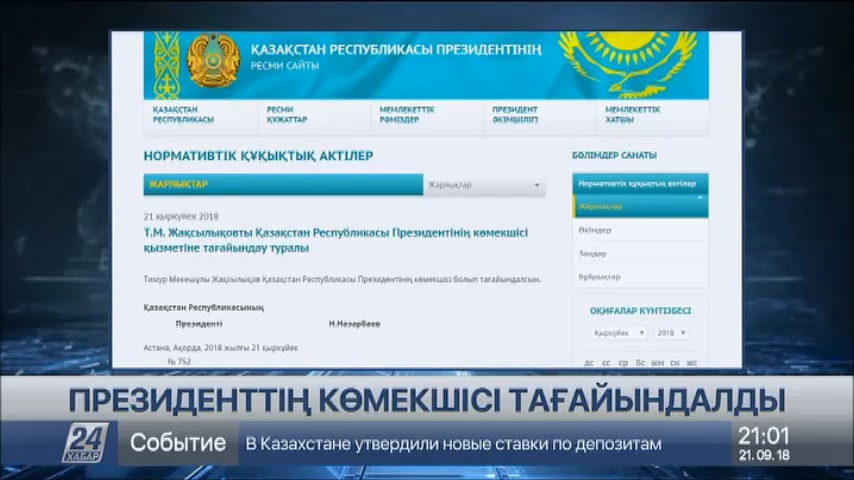 ҚАЗАҚСТАН РЕСПУБЛИКАСЫ ПРЕЗИДЕНТІНІҢ
РЕСМИ САЙТЫ
ҚАЗАҚСТАН РЕСПУБЛИКАСЫ
РЕСМИ ҚҰЖАТТАР
МЕМЛЕКЕТТІК РӘМІЗДЕР
ПРЕЗИДЕНТ ӘКІМШІЛІГІ
МЕМЛЕКЕТТІК ХАТШЫ
НОРМАТИВТІК ҚҰҚЫҚТЫҚ АКТІЛЕР
ЖАРЛЫҚТАР
Жарлықтар
21 қыркүйек 2018
Т.М. Жақсылықовты Қазақстан Республикасы Президентінің көмекшісі
қызметіне тағайындау туралы
Тимур Мекешұлы Жақсылықов Қазақстан Республикасы Президентінің көмекшісі болып тағайындалсын.
Қазақстан Республикасының
Президенті Н.Назарбаев
Астана, Ақорда, 2018 жылғы 21 қыркүйек
№ 752
БӨЛІМДЕР САНАТЫ
Нормативтік құқықтық актілер
Жарлықтар
Өкімдер
Заңдар
Бұйрықтар
ОҚИҒАЛАР КҮНТІЗБЕСІ
Қыркүйек 2018
дс сс ср бс жм сн жс
ПРЕЗИДЕНТТІҢ КӨМЕКШІСІ ТАҒАЙЫНДАЛДЫ
24
ХАБАР
Событие
В Казахстане утвердили новые ставки по депозитам
21:01
21.09.18